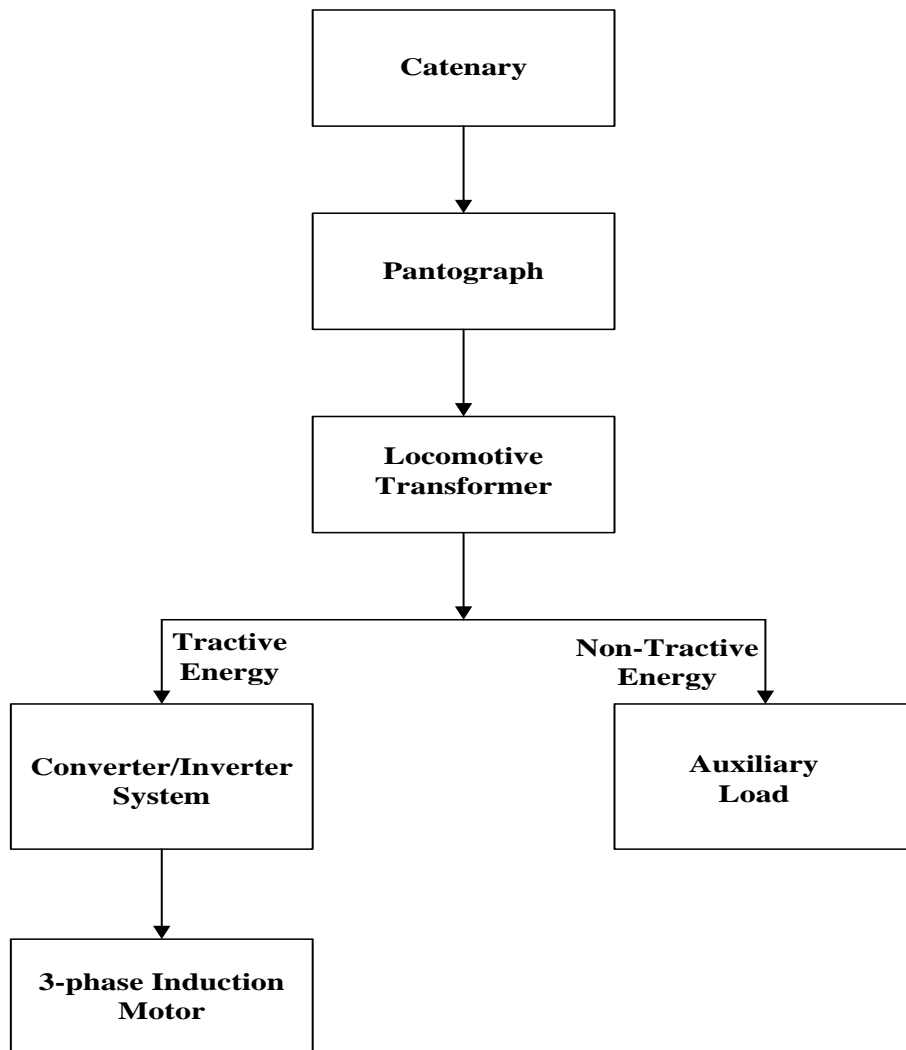 Catenary
Pantograph
Locomotive
Transformer
Tractive
Energy
Non-Tractive
Energy
Converter/Inverter
System
Auxiliary
Load
3-phase Induction
Motor